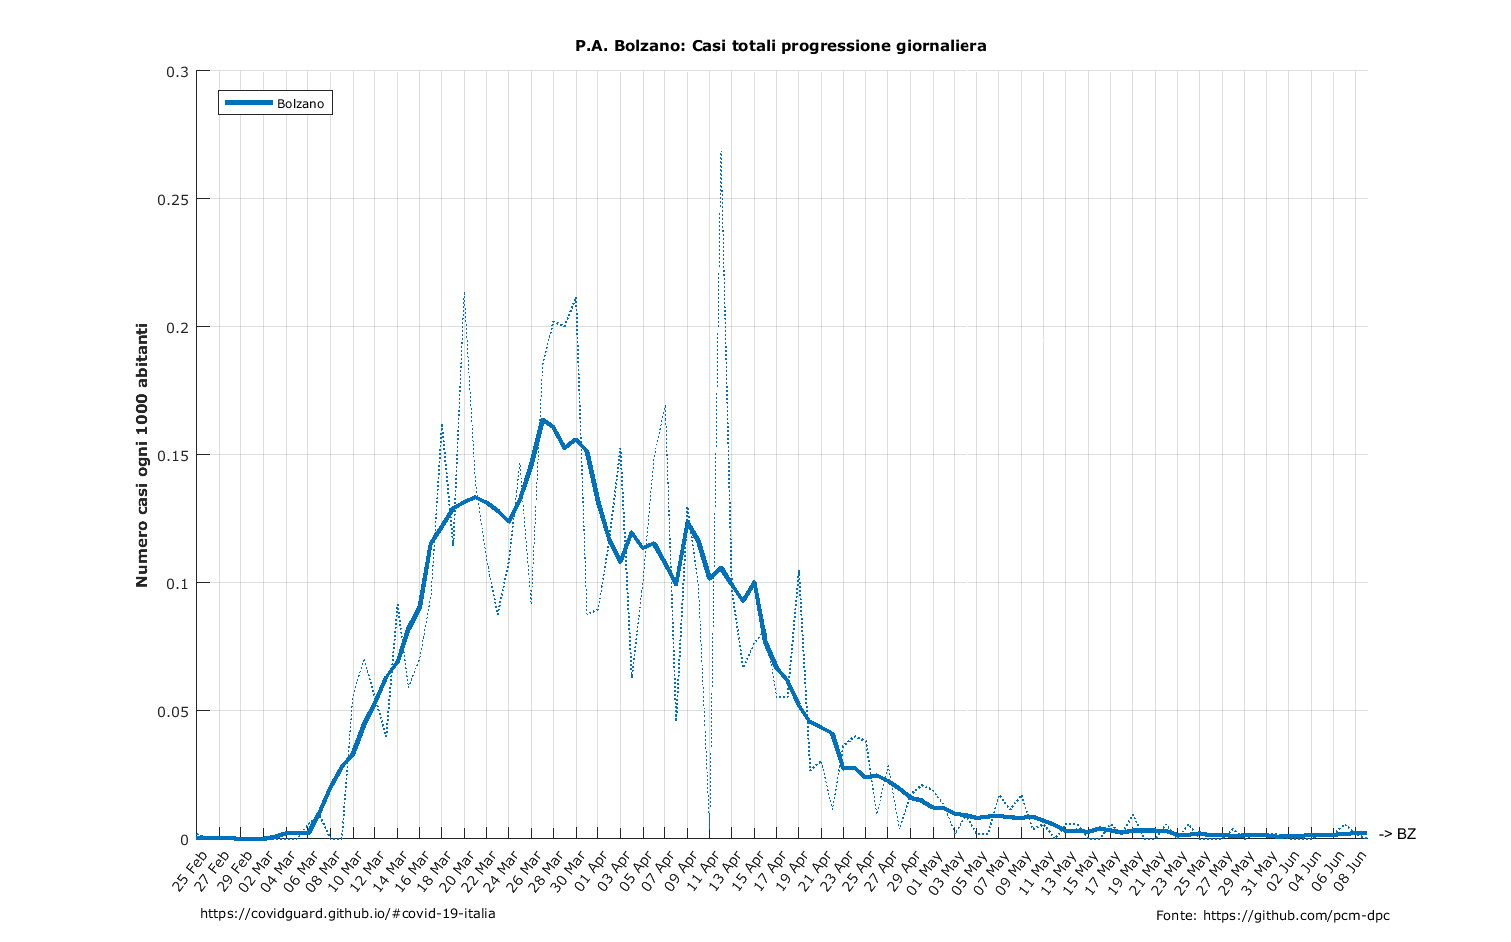 P.A. Bolzano: Casi totali progressione giornaliera
Bolzano
Numero casi ogni 1000 abitanti
0.3
0.25
0.2
0.15
0.1
0.05
0
-> BZ
25 Feb
27 Feb
29 Feb
02 Mar
04 Mar
06 Mar
08 Mar
10 Mar
12 Mar
14 Mar
16 Mar
18 Mar
20 Mar
22 Mar
24 Mar
26 Mar
28 Mar
30 Mar
01 Apr
03 Apr
05 Apr
07 Apr
09 Apr
11 Apr
13 Apr
15 Apr
17 Apr
19 Apr
21 Apr
23 Apr
25 Apr
27 Apr
29 Apr
01 May
03 May
05 May
07 May
09 May
11 May
13 May
15 May
17 May
19 May
21 May
23 May
25 May
27 May
29 May
31 May
02 Jun
04 Jun
06 Jun
08 Jun
https://covidguard.github.io/#covid-19-italia
Fonte: https://github.com/pcm-dpc